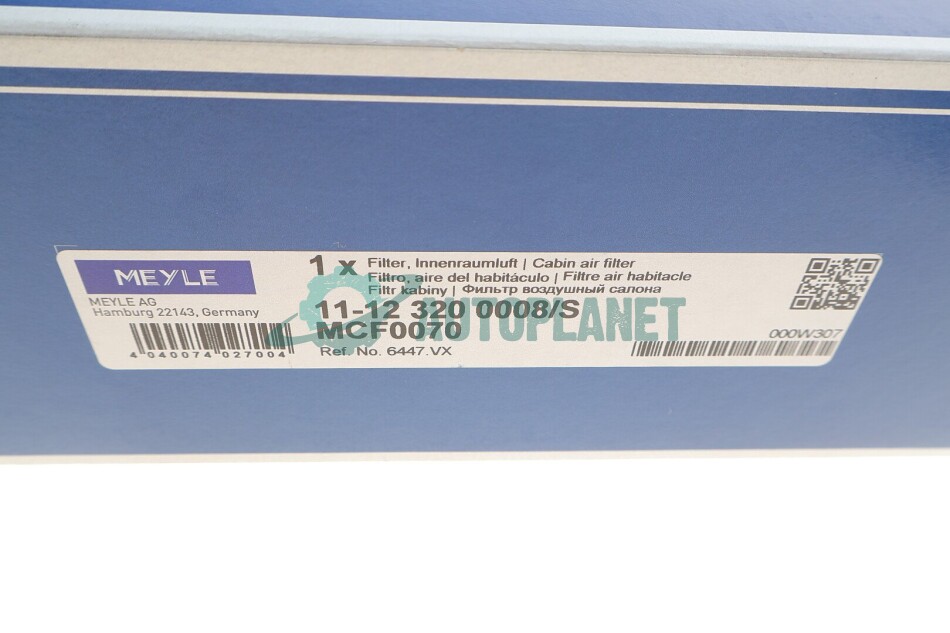 MEYLE
MEYLE AG
Hamburg 22143, Germany
4 040074 027004
1 x Filter, Innenraumluft | Cabin air filter
Filtro, aire del habitáculo | Filtre air habitacle
Filtr kabiny | Фильтр воздушный салона
11-12 320 0008/S
MCF0070
Ref. No. 6447.VX
000W307
AUTOPLANET